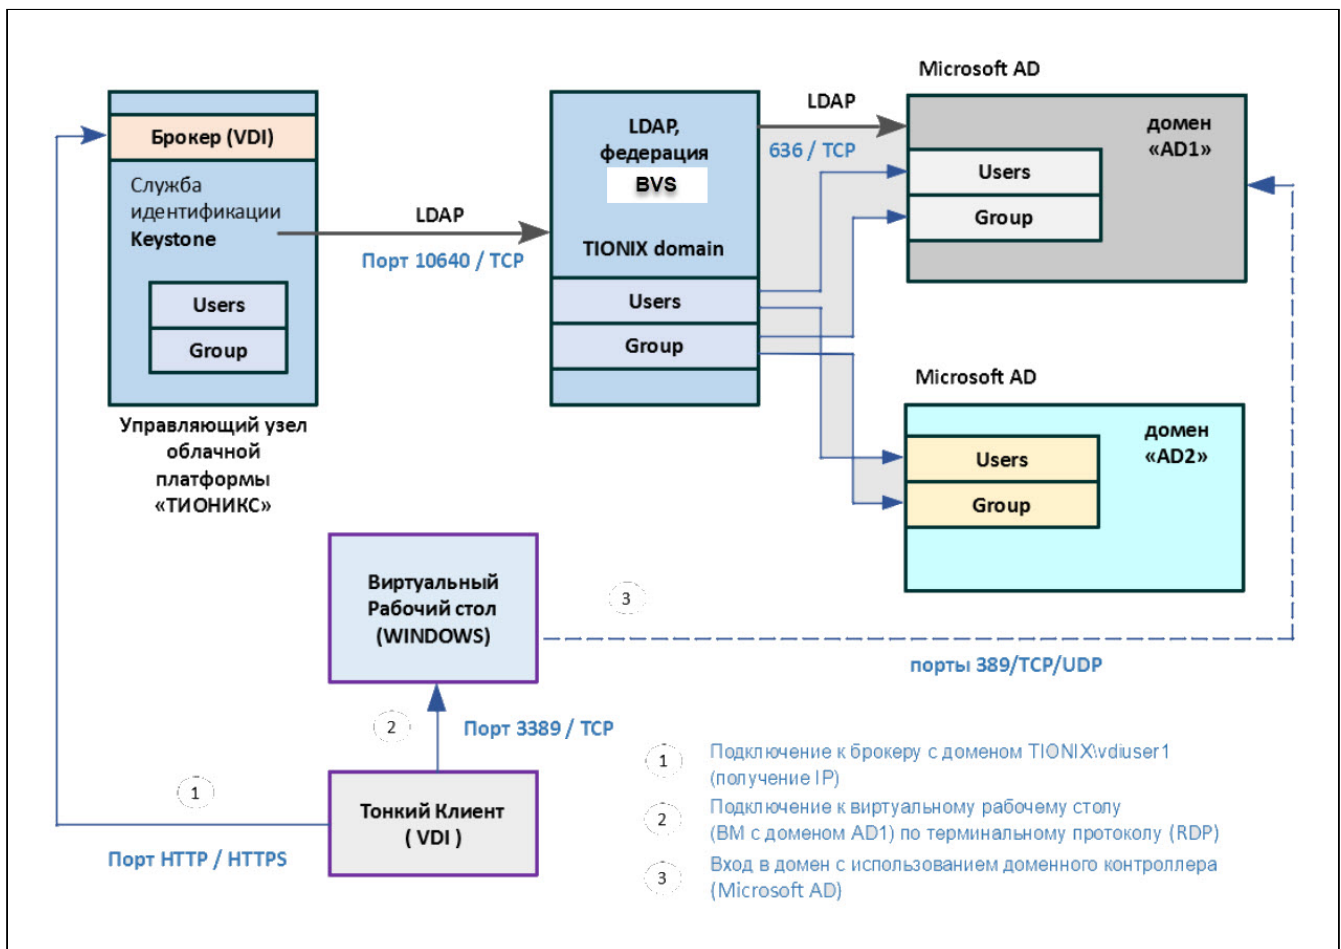 Microsoft AD
Брокер (VDI)
Служба
идентификации
Keystone
Users
Group
Управляющий узел
облачной
платформы
«ТИОНИКС»
LDAP
Порт 10640 / TCP
LDAP,
федерация
BVS
TIONIX domain
Users
Group
LDAP
636 / TCP
домен
«AD1»
Users
Group
Microsoft AD
домен
«AD2»
Users
Group
Виртуальный
Рабочий стол
(WINDOWS)
3
порты 389/TCP/UDP
2
Порт 3389 / TCP
1
Порт HTTP / HTTPS
Тонкий Клиент
( VDI )
1 Подключение к брокеру с доменом TIONIX\vdiuser1
(получение IP)
2 Подключение к виртуальному рабочему столу
(ВМ с доменом AD1) по терминальному протоколу (RDP)
3 Вход в домен с использованием доменного контроллера
(Microsoft AD)